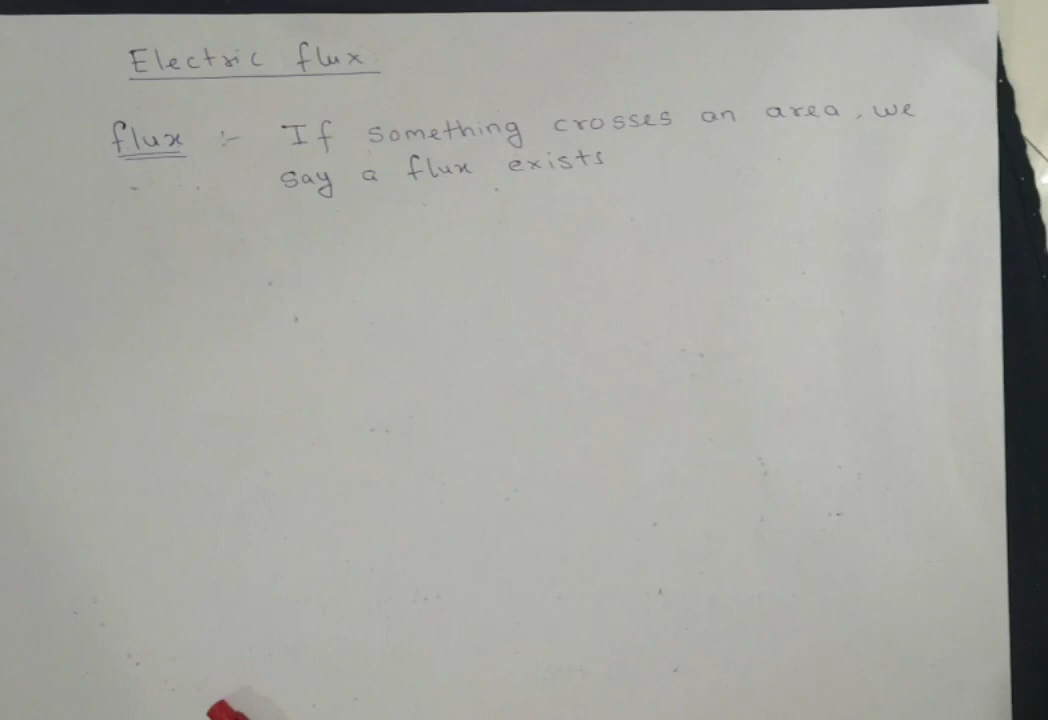 Electric flux
flux :- If something crosses an area, we
say a flux exists